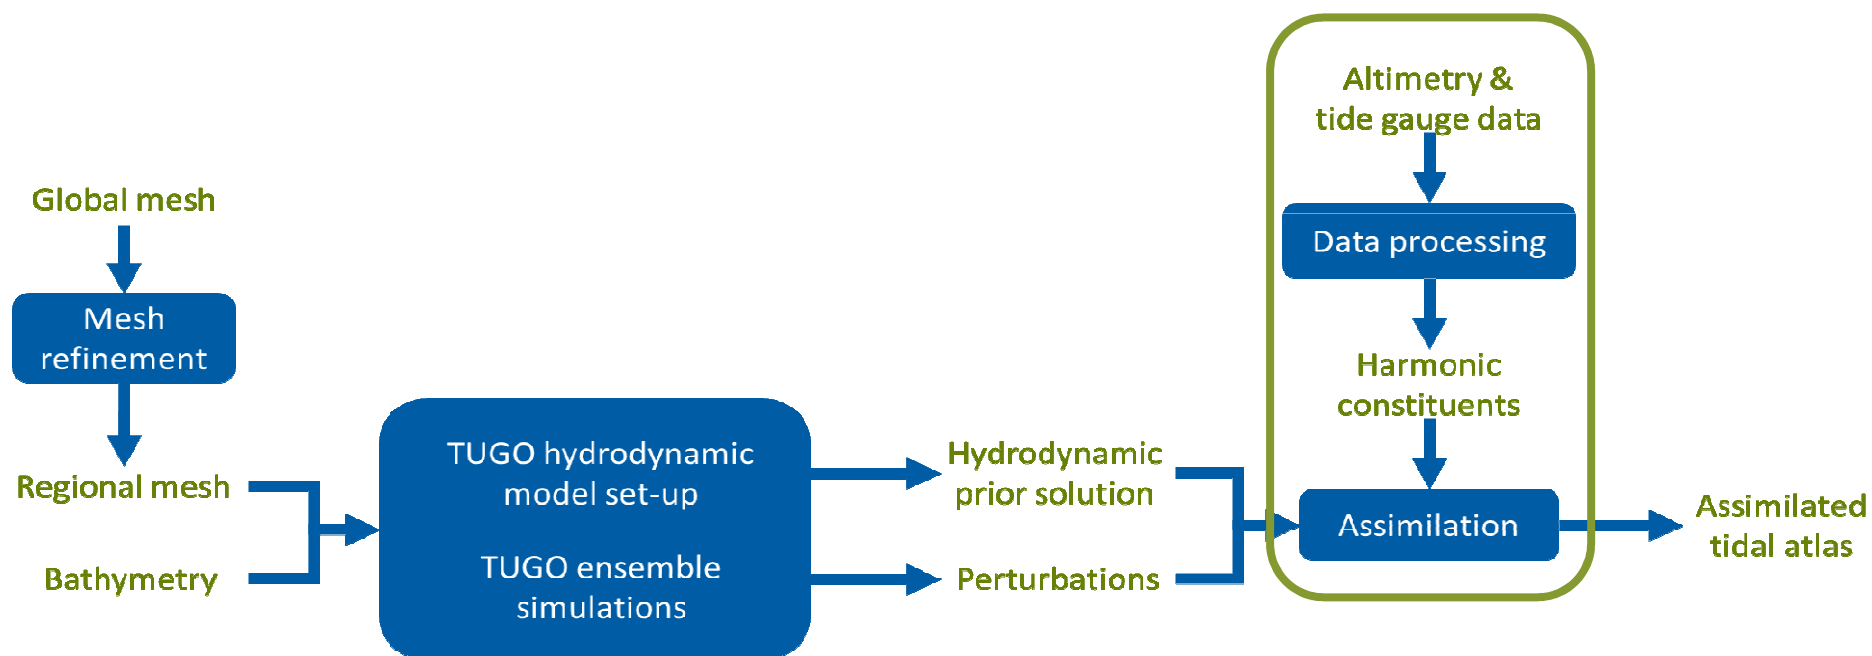 Global mesh
Mesh
refinement
Regional mesh
Bathymetry
TUGO hydrodynamic
model set-up
TUGO ensemble
simulations
Hydrodynamic
prior solution
Perturbations
Altimetry &
tide gauge data
Data processing
Harmonic
constituents
Assimilation
Assimilated
tidal atlas